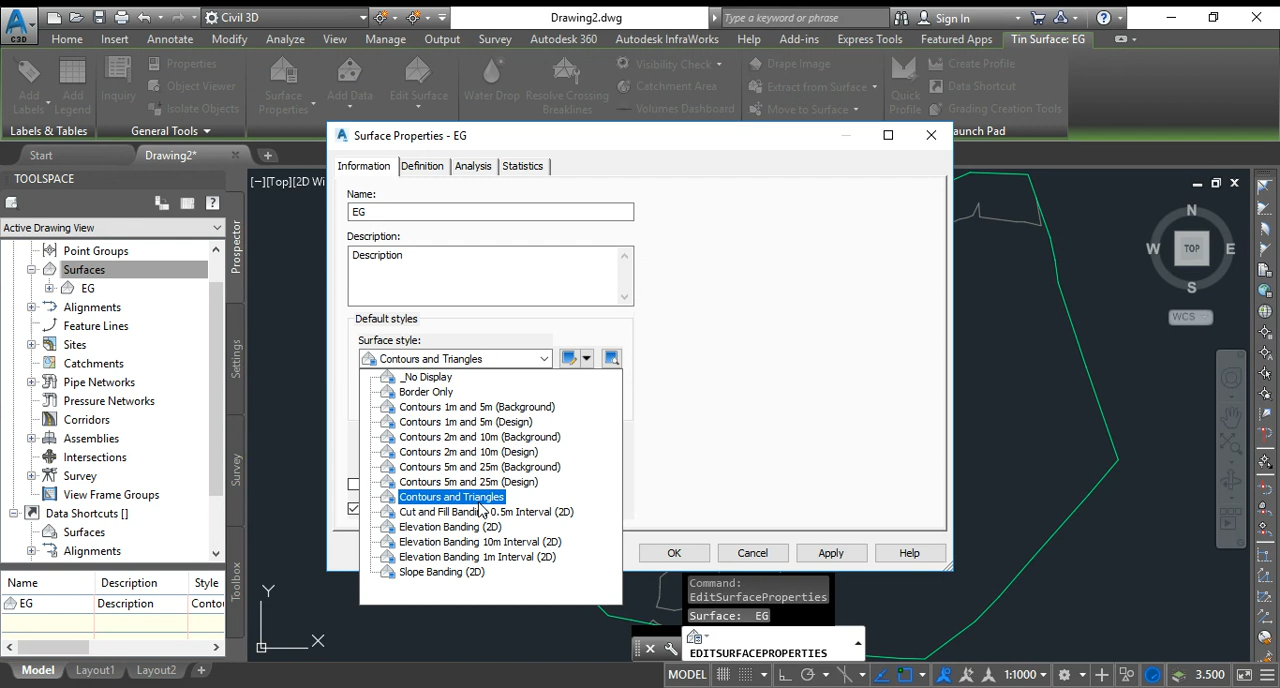 Civil 3D
Drawing2.dwg
Type a keyword or phrase
Sign In
C3D
Home Insert Annotate Modify Analyze View Manage Output Survey Autodesk 360 Autodesk InfraWorks Help Add-ins Express Tools Featured Apps Tin Surface: EG
Add Labels
Add Legend
Inquiry
Properties
Object Viewer
Isolate Objects
Surface Properties
Add Data
Edit Surface
Water Drop
Resolve Crossing Breaklines
Visibility Check
Catchment Area
Volumes Dashboard
Drape Image
Extract from Surface
Move to Surface
Quick Profile
Create Profile
Data Shortcut
Grading Creation Tools
Labels & Tables
General Tools
aunch Pad
Start
Drawing2*
TOOLSPACE
Active Drawing View
Point Groups
Surfaces
EG
Alignments
Feature Lines
Sites
Catchments
Pipe Networks
Pressure Networks
Corridors
Assemblies
Intersections
Survey
View Frame Groups
Data Shortcuts []
Surfaces
Alignments
Name Description Style
EG Description Conto
Prospector
Settings
Survey
Toolbox
[−][Top][2D Wi
Surface Properties - EG
Information Definition Analysis Statistics
Name:
EG
Description:
Description
Default styles
Surface style:
Contours and Triangles
_No Display
Border Only
Contours 1m and 5m (Background)
Contours 1m and 5m (Design)
Contours 2m and 10m (Background)
Contours 2m and 10m (Design)
Contours 5m and 25m (Background)
Contours 5m and 25m (Design)
Contours and Triangles
Cut and Fill Banding 0.5m Interval (2D)
Elevation Banding (2D)
Elevation Banding 10m Interval (2D)
Elevation Banding 1m Interval (2D)
Slope Banding (2D)
OK Cancel Apply Help
N
W TOP E
S
WCS
Command:
EditSurfaceProperties
Surface: EG
EDITSURFACEPROPERTIES
Y
X
Model Layout1 Layout2 +
MODEL
1:1000
3.500